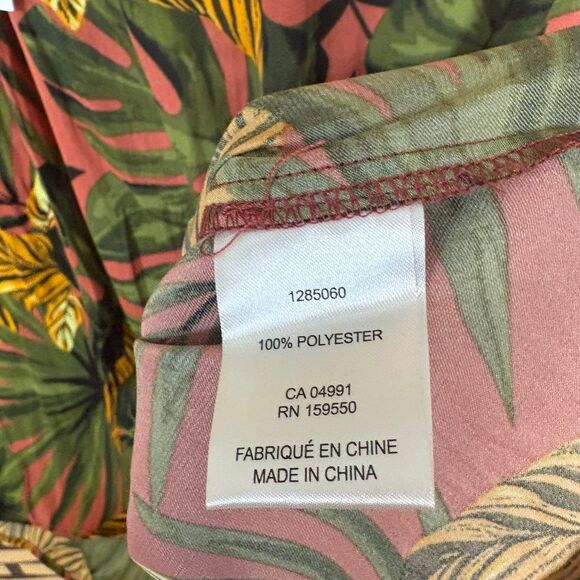 1285060
100% POLYESTER
CA 04991
RN 159550
FABRIQUÉ EN CHINE
MADE IN CHINA